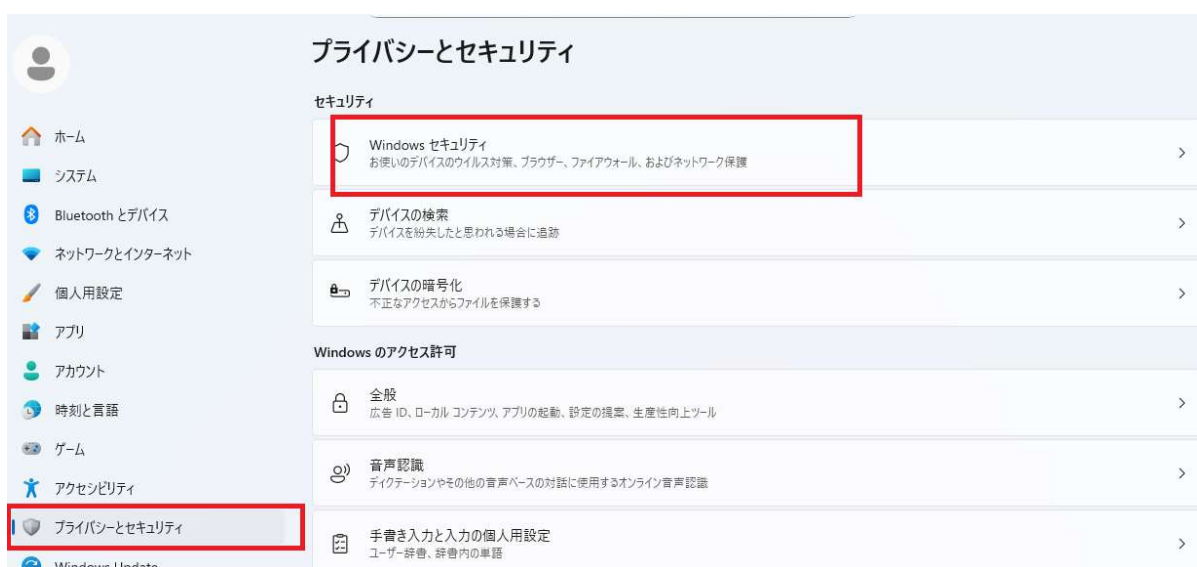 プライバシーとセキュリティ
セキュリティ
ホーム
システム
Bluetooth とデバイス
ネットワークとインターネット
個人用設定
アプリ
アカウント
時刻と言語
ゲーム
アクセシビリティ
プライバシーとセキュリティ
Windows Update
Windows セキュリティ
お使いのデバイスのウイルス対策、ブラウザー、ファイアウォール、およびネットワーク保護
デバイスの検索
デバイスを紛失したと思われる場合に追跡
デバイスの暗号化
不正なアクセスからファイルを保護する
Windows のアクセス許可
全般
広告 ID、ローカル コンテンツ、アプリの起動、設定の提案、生産性向上ツール
音声認識
ディクテーションやその他の音声ベースの対話に使用するオンライン音声認識
手書き入力と入力の個人用設定
ユーザー辞書、辞書内の単語